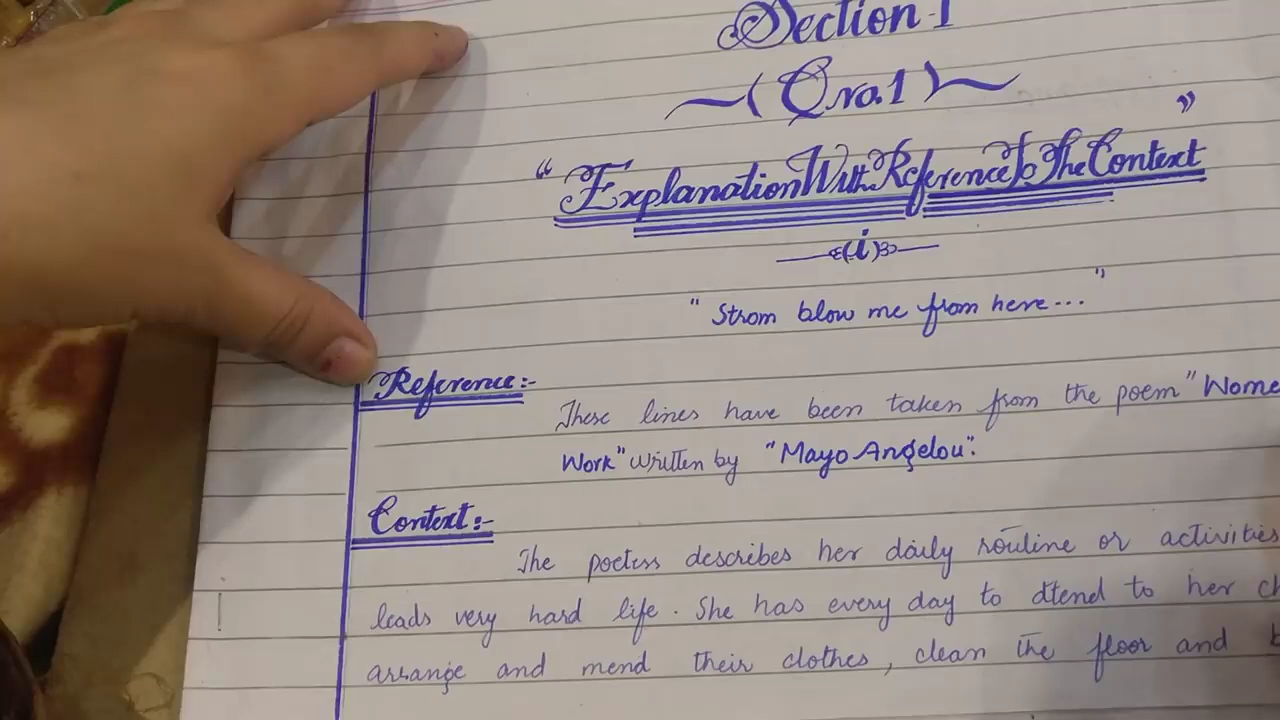 Section-1
(Q no.1)
"Explanation With Reference To The Context"
(i)
"Strom blow me from here..."
Reference:-
These lines have been taken from the poem "Wome
Work" written by "Mayo Angelou".
Context:-
The poetess describes her daily routine or activities
leads very hard life. She has every day to attend to her
arrange and mend their clothes, clean the floor and